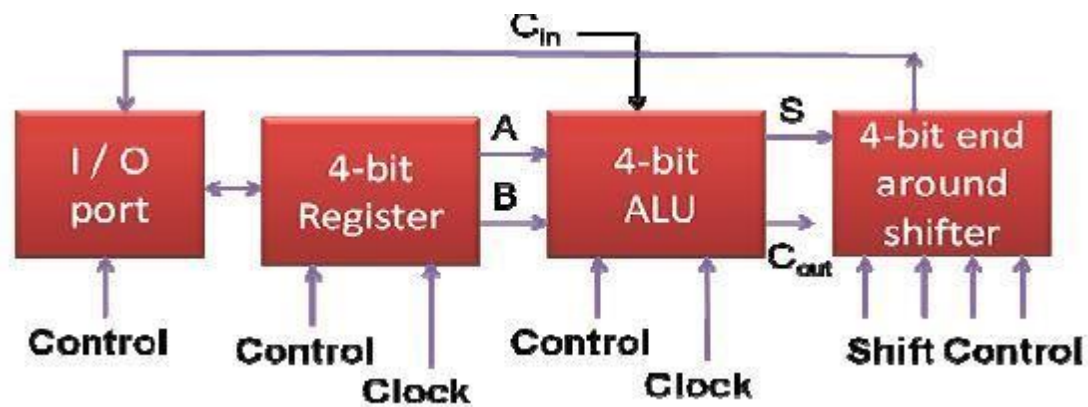 Cin
I / O
port
4-bit
Register
A
B
4-bit
ALU
S
Cout
4-bit end
around
shifter
Control
Control
Clock
Control
Clock
Shift Control